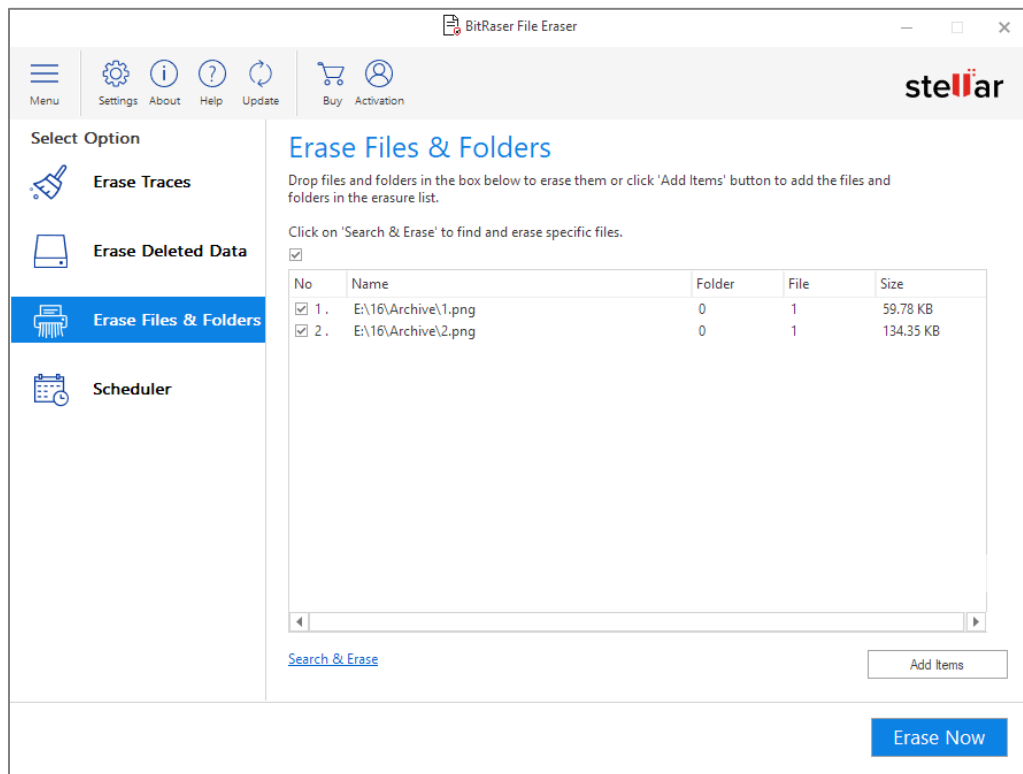 BitRaser File Eraser
Menu
Settings About Help Update
Buy Activation
stellar
Select Option
Erase Traces
Erase Deleted Data
Erase Files & Folders
Scheduler
Erase Files & Folders
Drop files and folders in the box below to erase them or click 'Add Items' button to add the files and
folders in the erasure list.
Click on 'Search & Erase' to find and erase specific files.
No Name Folder File Size
1. E:\16\Archive\1.png 0 1 59.78 KB
2. E:\16\Archive\2.png 0 1 134.35 KB
Search & Erase
Add Items
Erase Now